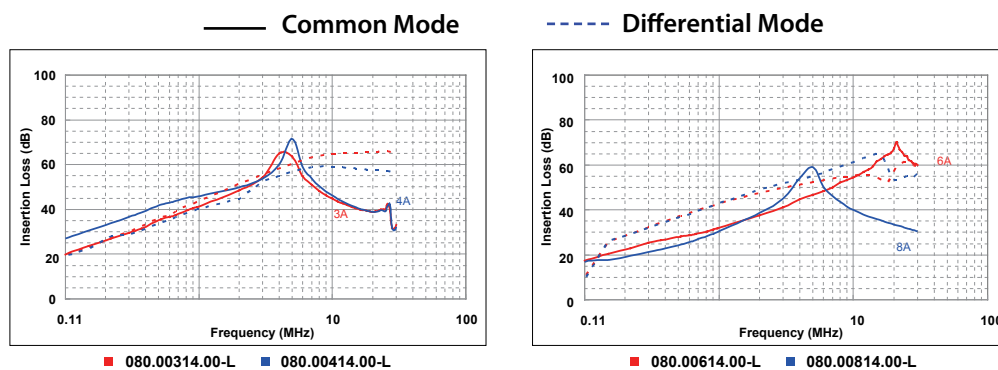 Common Mode
Differential Mode
Insertion Loss (dB)
100
80
60
40
20
0
3A
4A
0.11
10
100
Frequency (MHz)
080.00314.00-L
080.00414.00-L
Insertion Loss (dB)
100
80
60
40
20
0
6A
8A
0.11
10
100
Frequency (MHz)
080.00614.00-L
080.00814.00-L